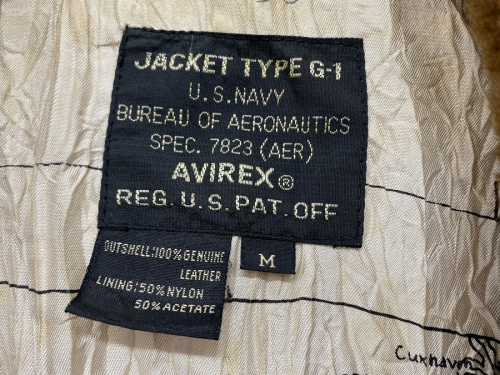 JACKET TYPE G-1
U.S. NAVY
BUREAU OF AERONAUTICS
SPEC. 7823 (AER)
AVIREX®
REG. U.S. PAT. OFF
M
OUTSHELL:100% GENUINE
LEATHER
LINING:50% NYLON
50% ACETATE
Cuxhaven